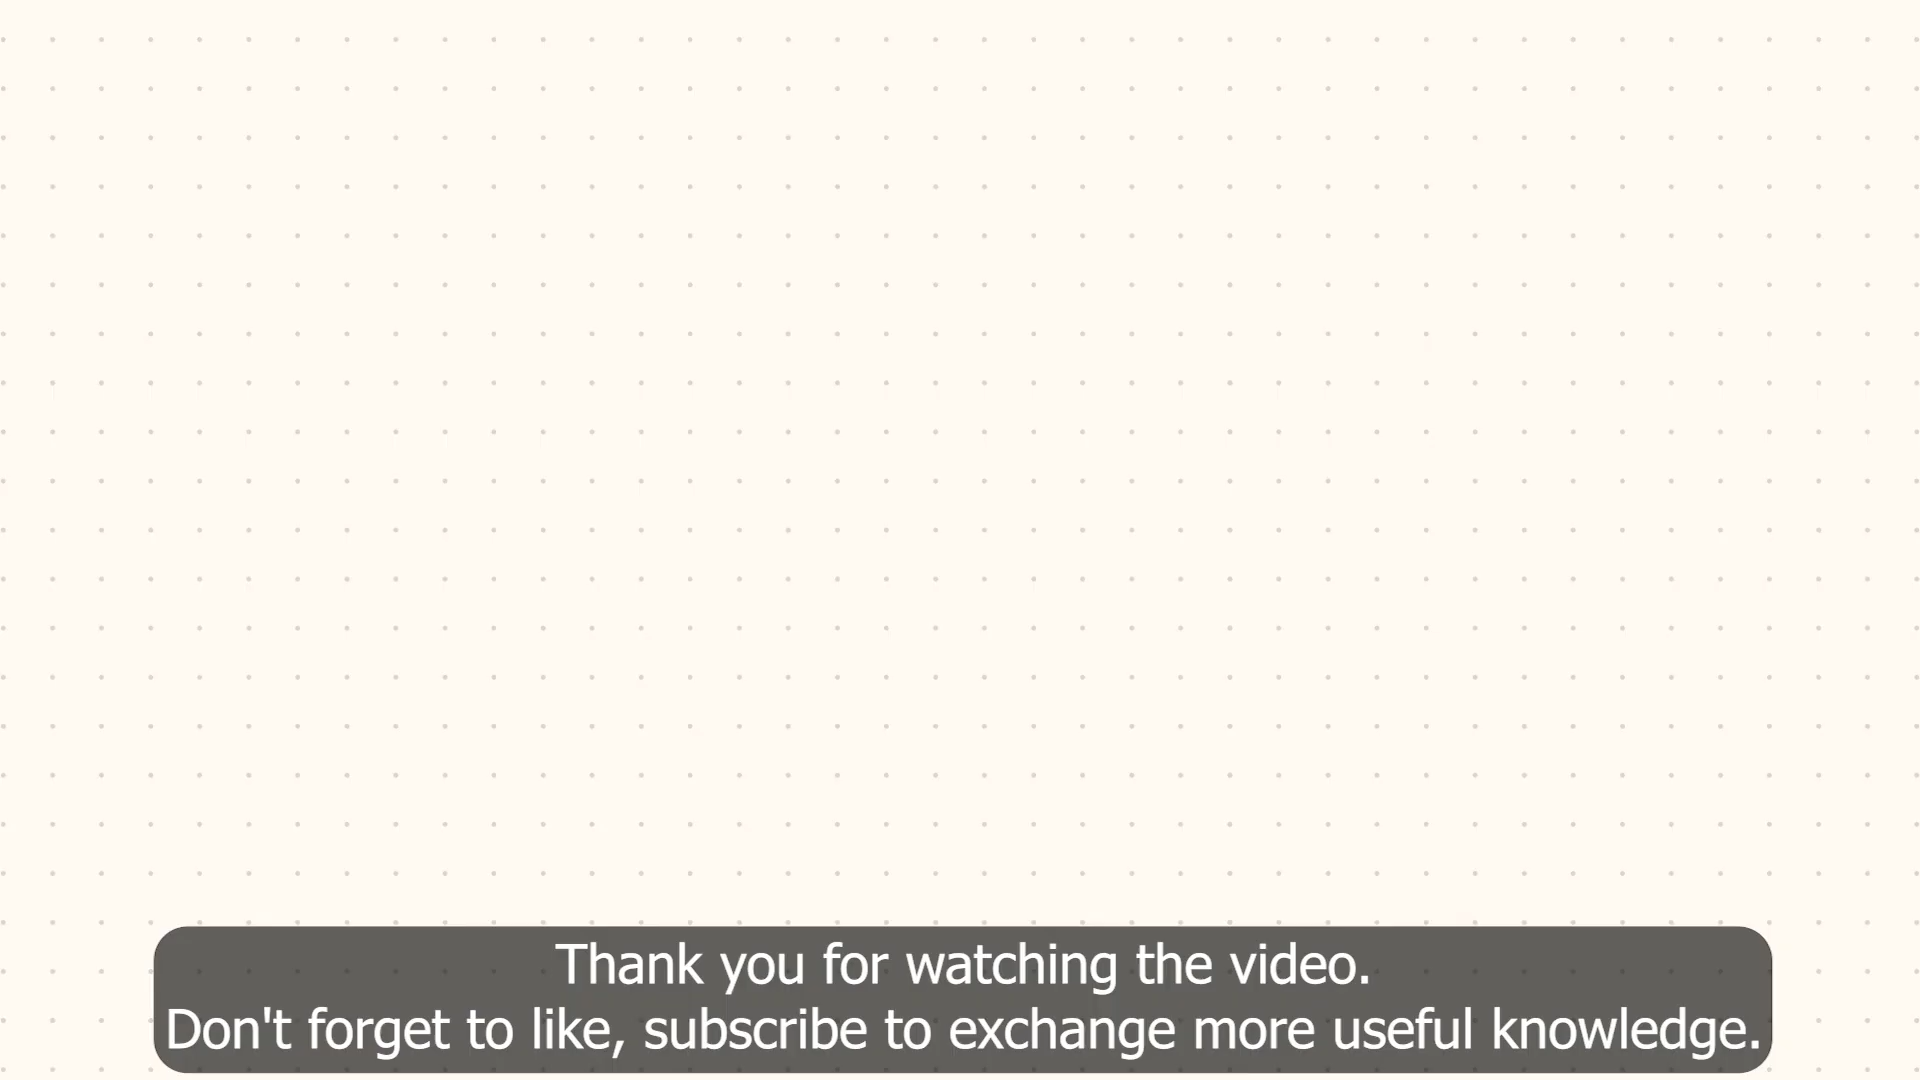 Thank you for watching the video.
Don't forget to like, subscribe to exchange more useful knowledge.